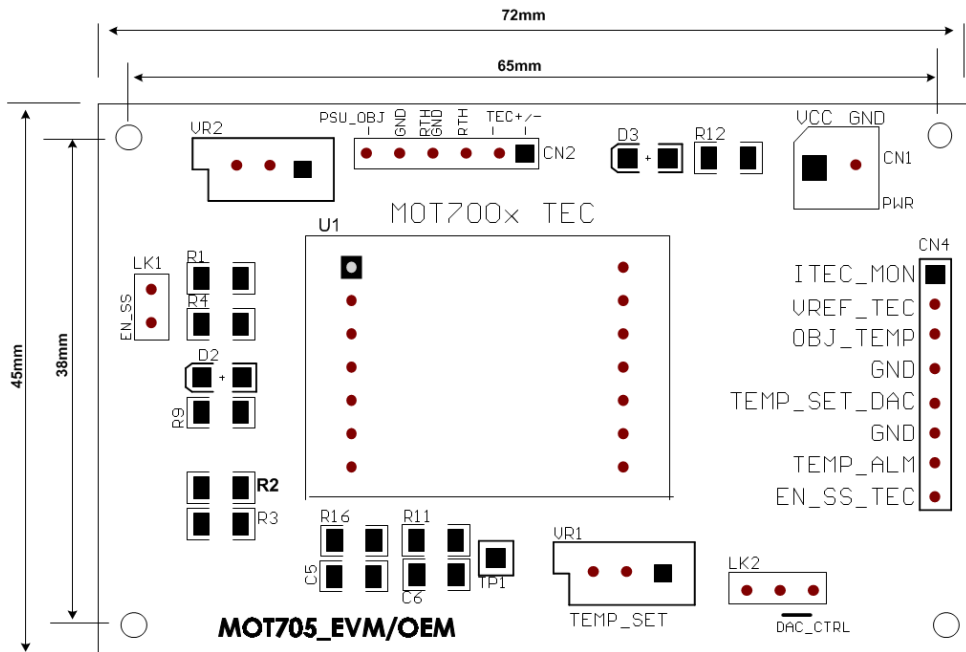 72mm
65mm
45mm
38mm
VR2
PSU_OBJ
GND
RTH
GND
RTH
TEC+/-
CN2
D3
+
R12
VCC GND
CN1
PWR
MOT700x TEC
U1
CN4
ITEC_MON
VREF_TEC
OBJ_TEMP
GND
TEMP_SET_DAC
GND
TEMP_ALM
EN_SS_TEC
LK1
EN_SS
R1
R4
D2
+
R9
R2
R3
R16
R11
C5
C6
TP1
VR1
TEMP_SET
LK2
DAC_CTRL
MOT705_EVM/OEM